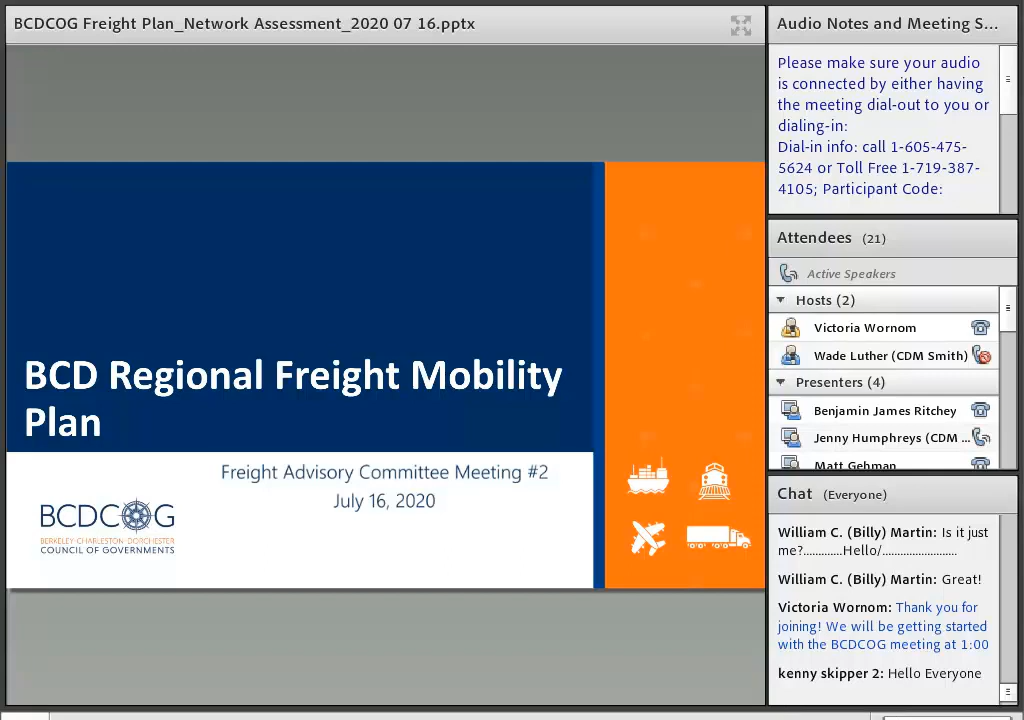 BCDCOG Freight Plan_Network Assessment_2020 07 16.pptx
BCD Regional Freight Mobility
Plan
Freight Advisory Committee Meeting #2
July 16, 2020
BCDCOG
BERKELEY-CHARLESTON-DORCHESTER
COUNCIL OF GOVERNMENTS
Audio Notes and Meeting S...
Please make sure your audio
is connected by either having
the meeting dial-out to you or
dialing-in:
Dial-in info: call 1-605-475-
5624 or Toll Free 1-719-387-
4105; Participant Code:
Attendees (21)
Active Speakers
Hosts (2)
Victoria Wornom
Wade Luther (CDM Smith)
Presenters (4)
Benjamin James Ritchey
Jenny Humphreys (CDM ...
Matt Gehman
Chat (Everyone)
William C. (Billy) Martin: Is it just
me?.............Hello/.........................
William C. (Billy) Martin: Great!
Victoria Wornom: Thank you for
joining! We will be getting started
with the BCDCOG meeting at 1:00
kenny skipper 2: Hello Everyone